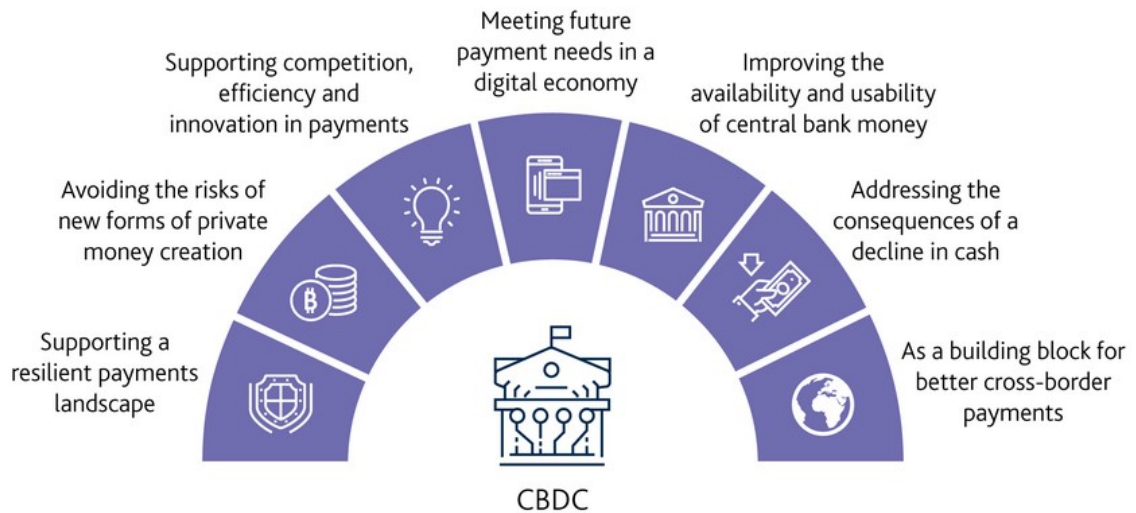 Meeting future
payment needs in a
digital economy
Supporting competition,
efficiency and
innovation in payments
Improving the
availability and usability
of central bank money
Avoiding the risks of
new forms of private
money creation
Addressing the
consequences of a
decline in cash
Supporting a
resilient payments
landscape
As a building block for
better cross-border
payments
CBDC